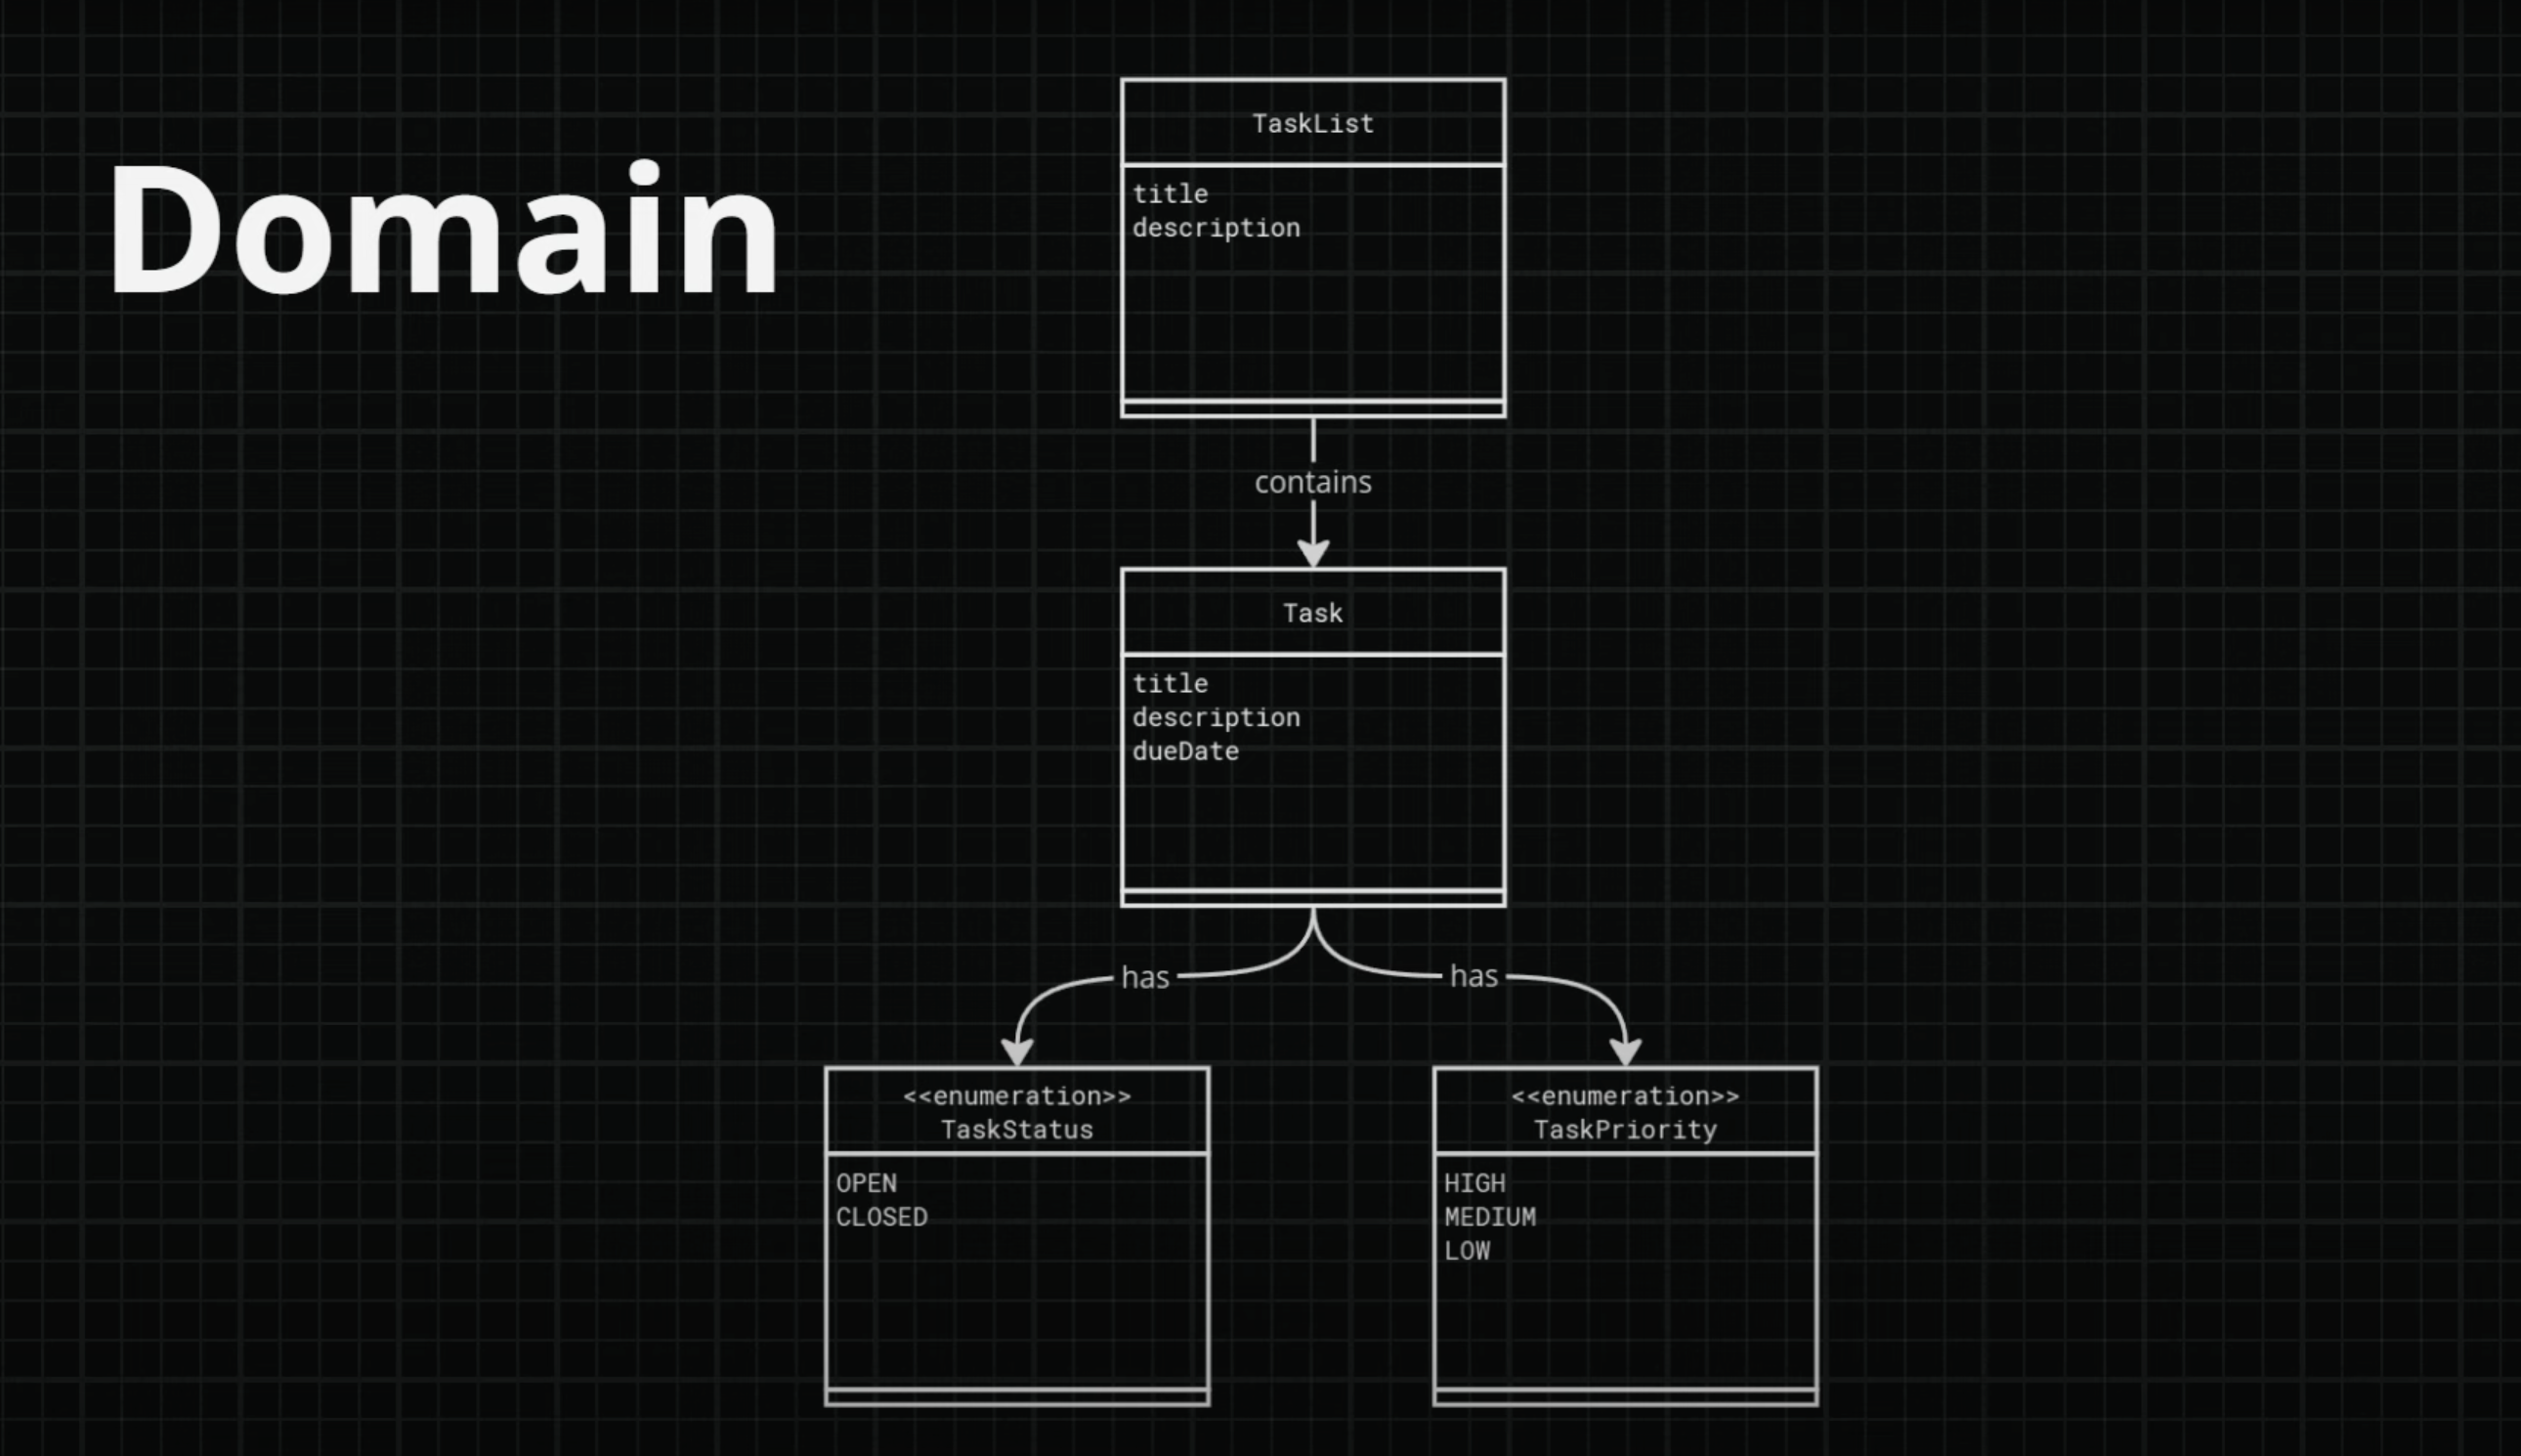 Domain
TaskList
title
description
contains
Task
title
description
dueDate
has
has
<<enumeration>>
TaskStatus
OPEN
CLOSED
<<enumeration>>
TaskPriority
HIGH
MEDIUM
LOW